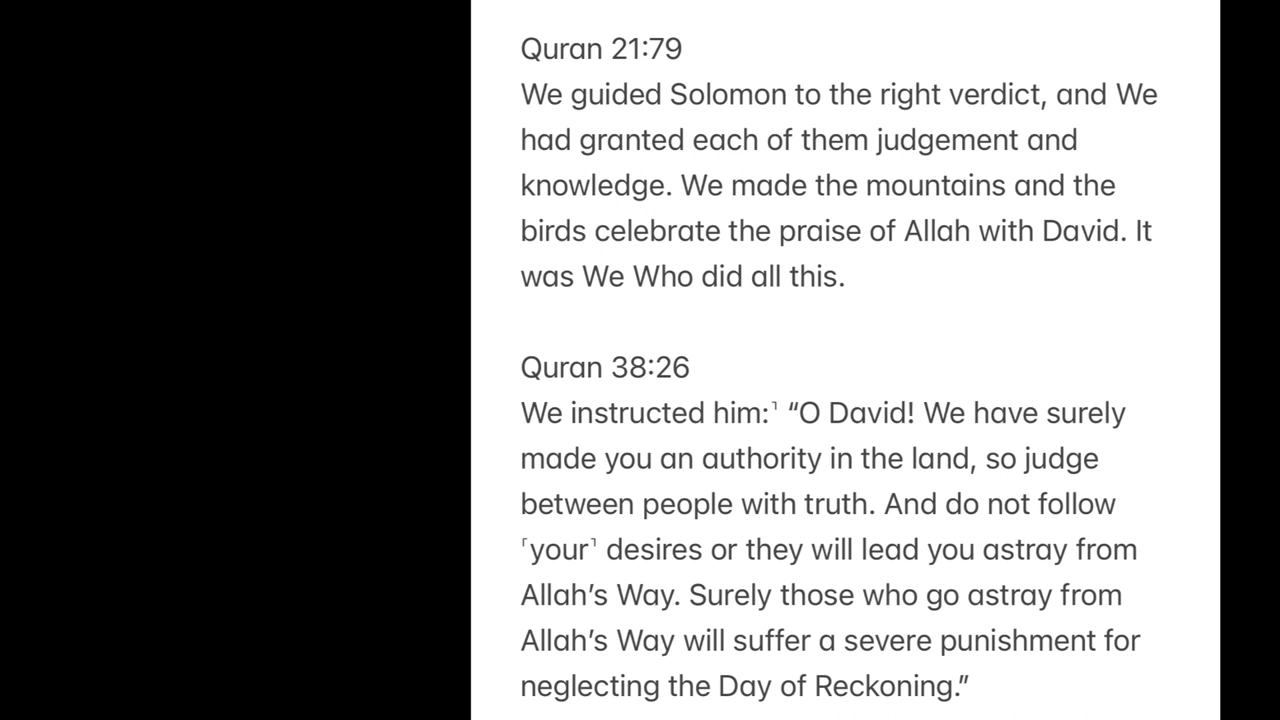 Quran 21:79
We guided Solomon to the right verdict, and We
had granted each of them judgement and
knowledge. We made the mountains and the
birds celebrate the praise of Allah with David. It
was We Who did all this.
Quran 38:26
We instructed him:˺ “O David! We have surely
made you an authority in the land, so judge
between people with truth. And do not follow
˹your˺ desires or they will lead you astray from
Allah’s Way. Surely those who go astray from
Allah’s Way will suffer a severe punishment for
neglecting the Day of Reckoning.”